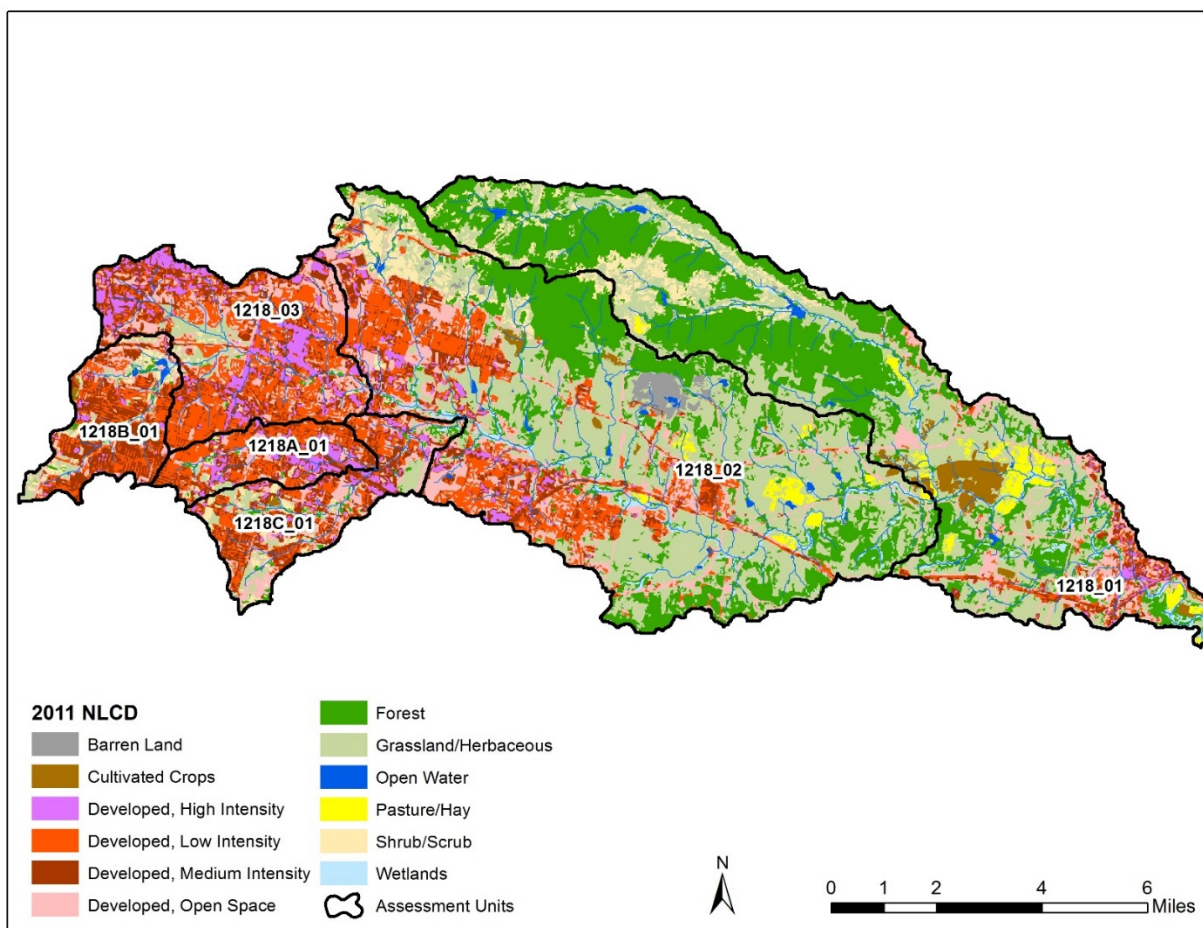 1218_03
1218B_01
1218A_01
1218_02
1218C_01
1218_01
2011 NLCD
Barren Land
Cultivated Crops
Developed, High Intensity
Developed, Low Intensity
Developed, Medium Intensity
Developed, Open Space
Forest
Grassland/Herbaceous
Open Water
Pasture/Hay
Shrub/Scrub
Wetlands
Assessment Units
N
0 1 2 4 6
Miles